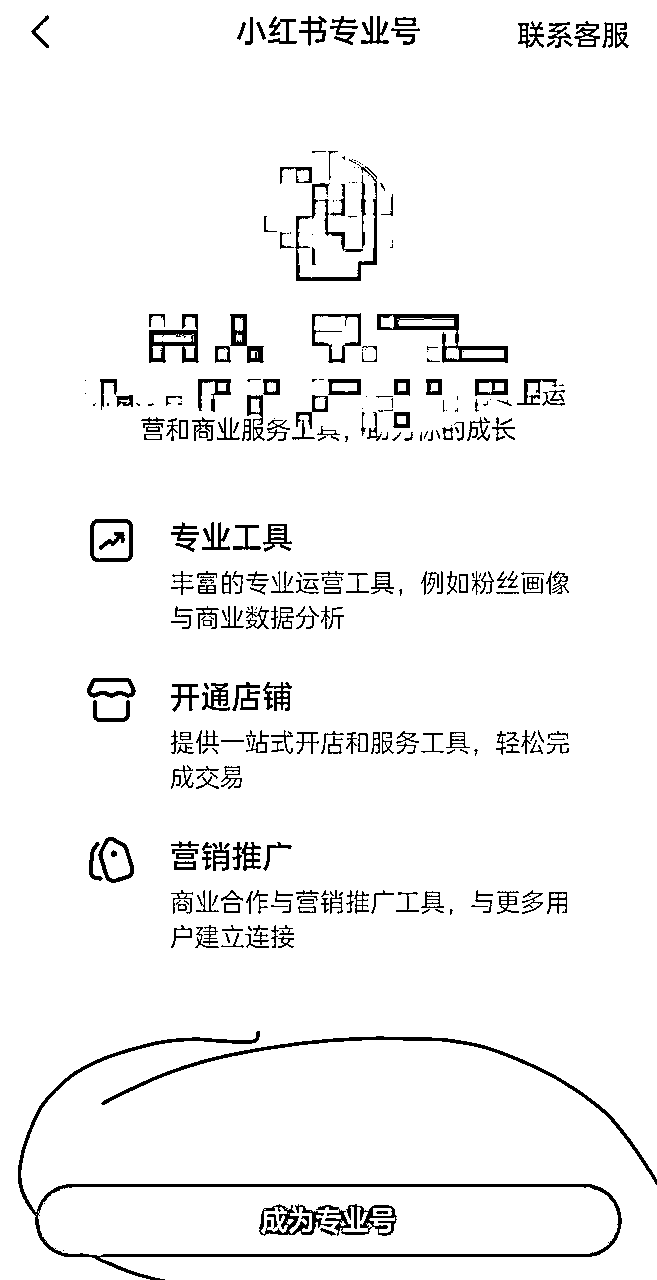 小红书专业号
联系客服
营和商业服务工具，助力你的成长
专业工具
丰富的专业运营工具，例如粉丝画像
与商业数据分析
开通店铺
提供一站式开店和服务工具，轻松完
成交易
营销推广
商业合作与营销推广工具，与更多用
户建立连接
成为专业号